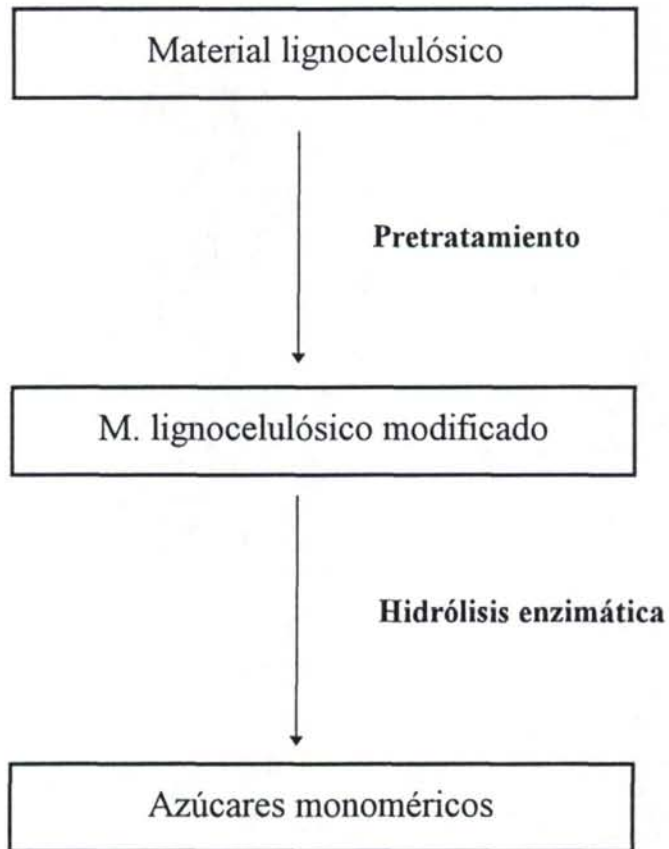 Material lignocelulósico
Pretratamiento
M. lignocelulósico modificado
Hidrólisis enzimática
Azúcares monoméricos